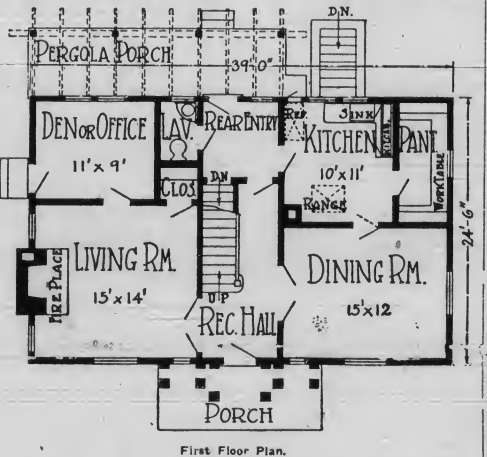 D.N.
PERGOLA PORCH
39'-0"
DEN OR OFFICE
11' x 9'
LAV.
REAR ENTRY
REF.
SINK
KITCHEN
10' x 11'
RANGE
PANT.
WORK TABLE
24'-6"
CLOS.
DN
LIVING RM.
15' x 14'
FIRE PLACE
UP
REC. HALL
DINING RM.
15' x 12
PORCH
First Floor Plan.